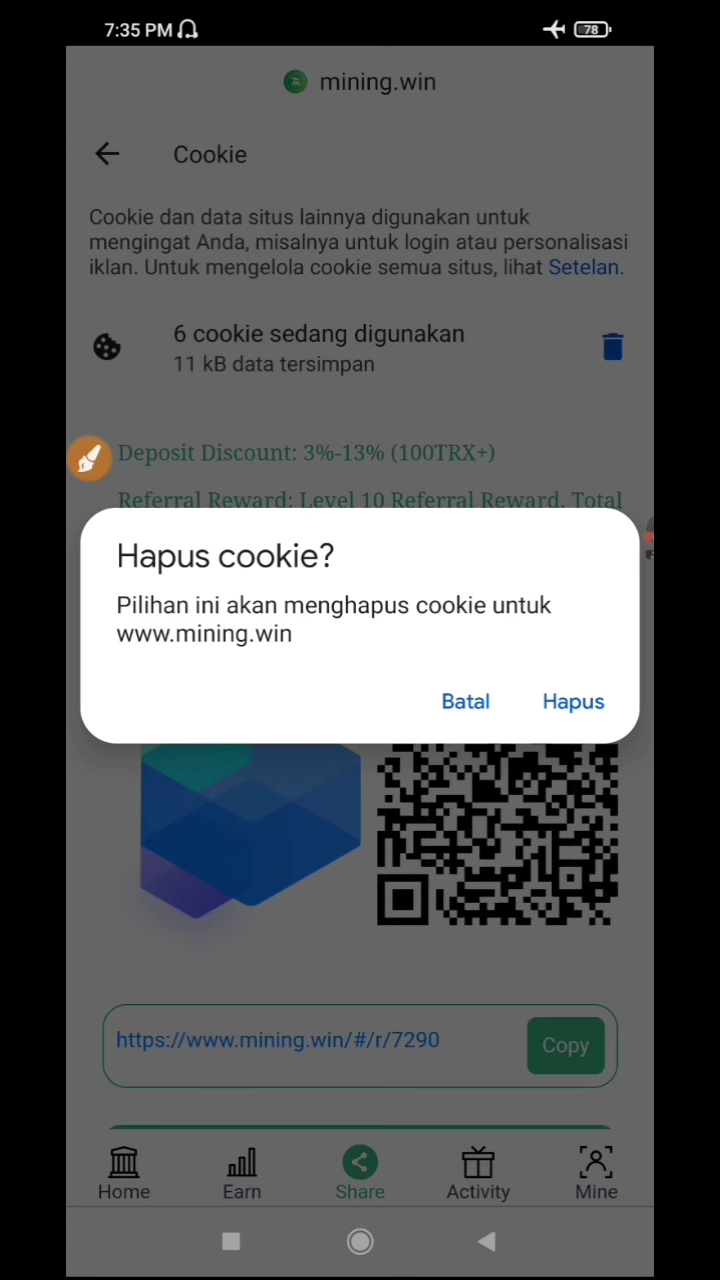 7:35 PM
78
mining.win
Cookie
Cookie dan data situs lainnya digunakan untuk
mengingat Anda, misalnya untuk login atau personalisasi
iklan. Untuk mengelola cookie semua situs, lihat Setelan.
6 cookie sedang digunakan
11 kB data tersimpan
Deposit Discount: 3%-13% (100TRX+)
Referral Reward: Level 10 Referral Reward, Total
Hapus cookie?
Pilihan ini akan menghapus cookie untuk
www.mining.win
Batal Hapus
https://www.mining.win/#/r/7290
Copy
Home Earn Share Activity Mine